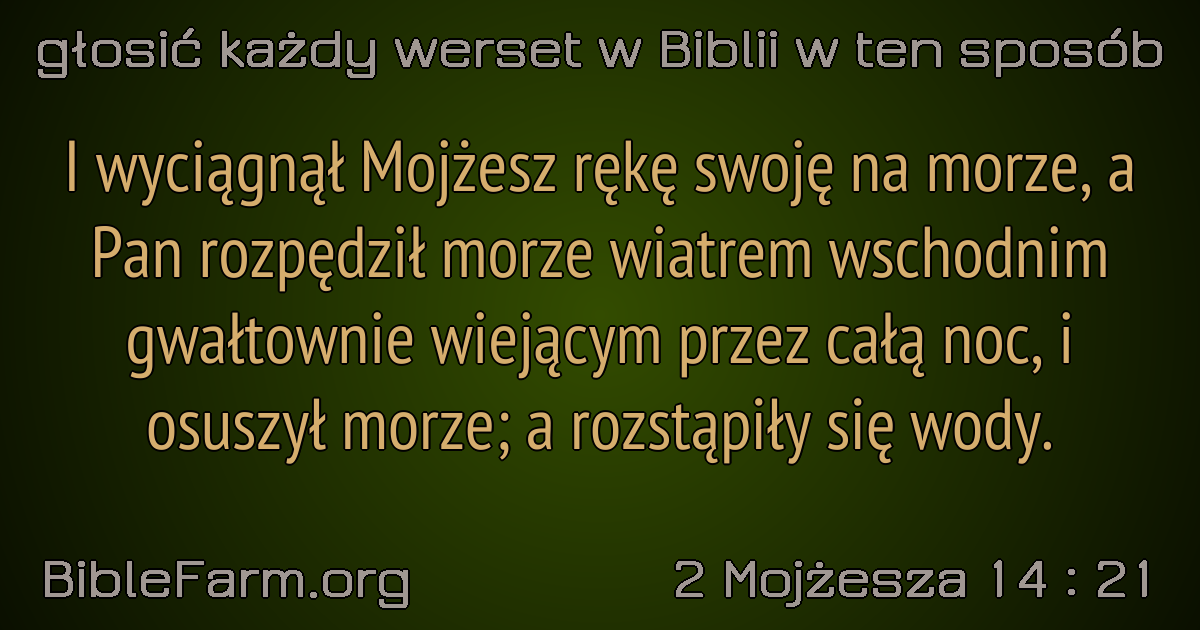 głosić każdy werset w Biblii w ten sposób
I wyciągnął Mojżesz rękę swoję na morze, a
Pan rozpędził morze wiatrem wschodnim
gwałtownie wiejącym przez całą noc, i
osuszył morze; a rozstąpiły się wody.
BibleFarm.org
2 Mojżesza 14 : 21